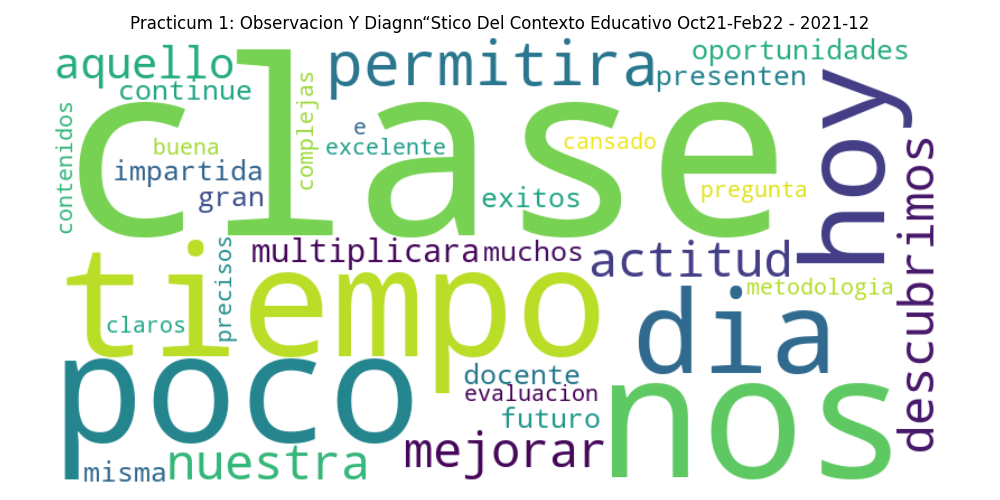 Practicum 1: Observacion Y Diagnn“Stico Del Contexto Educativo Oct21-Feb22 - 2021-12
aquello
permitira
oportunidades
continue
presenten
clase
hoy
contenidos
complejas
e
buena
excelente
cansado
impartida
gran
exitos
pregunta
descubrimos
tiempo
precisos
multiplicara
muchos
actitud
metodologia
claros
dia
poco
docente
evaluacion
nos
futuro
mejorar
nuestra
misma